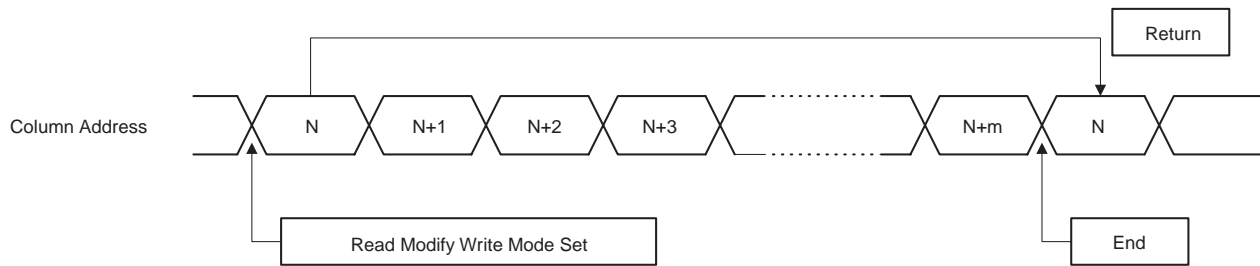 Return
Column Address
N
N+1
N+2
N+3
N+m
N
Read Modify Write Mode Set
End